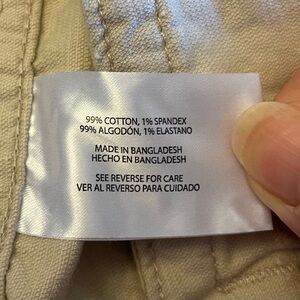 99% COTTON, 1% SPANDEX
99% ALGODÓN, 1% ELASTANO
MADE IN BANGLADESH
HECHO EN BANGLADESH
SEE REVERSE FOR CARE
VER AL REVERSO PARA CUIDADO